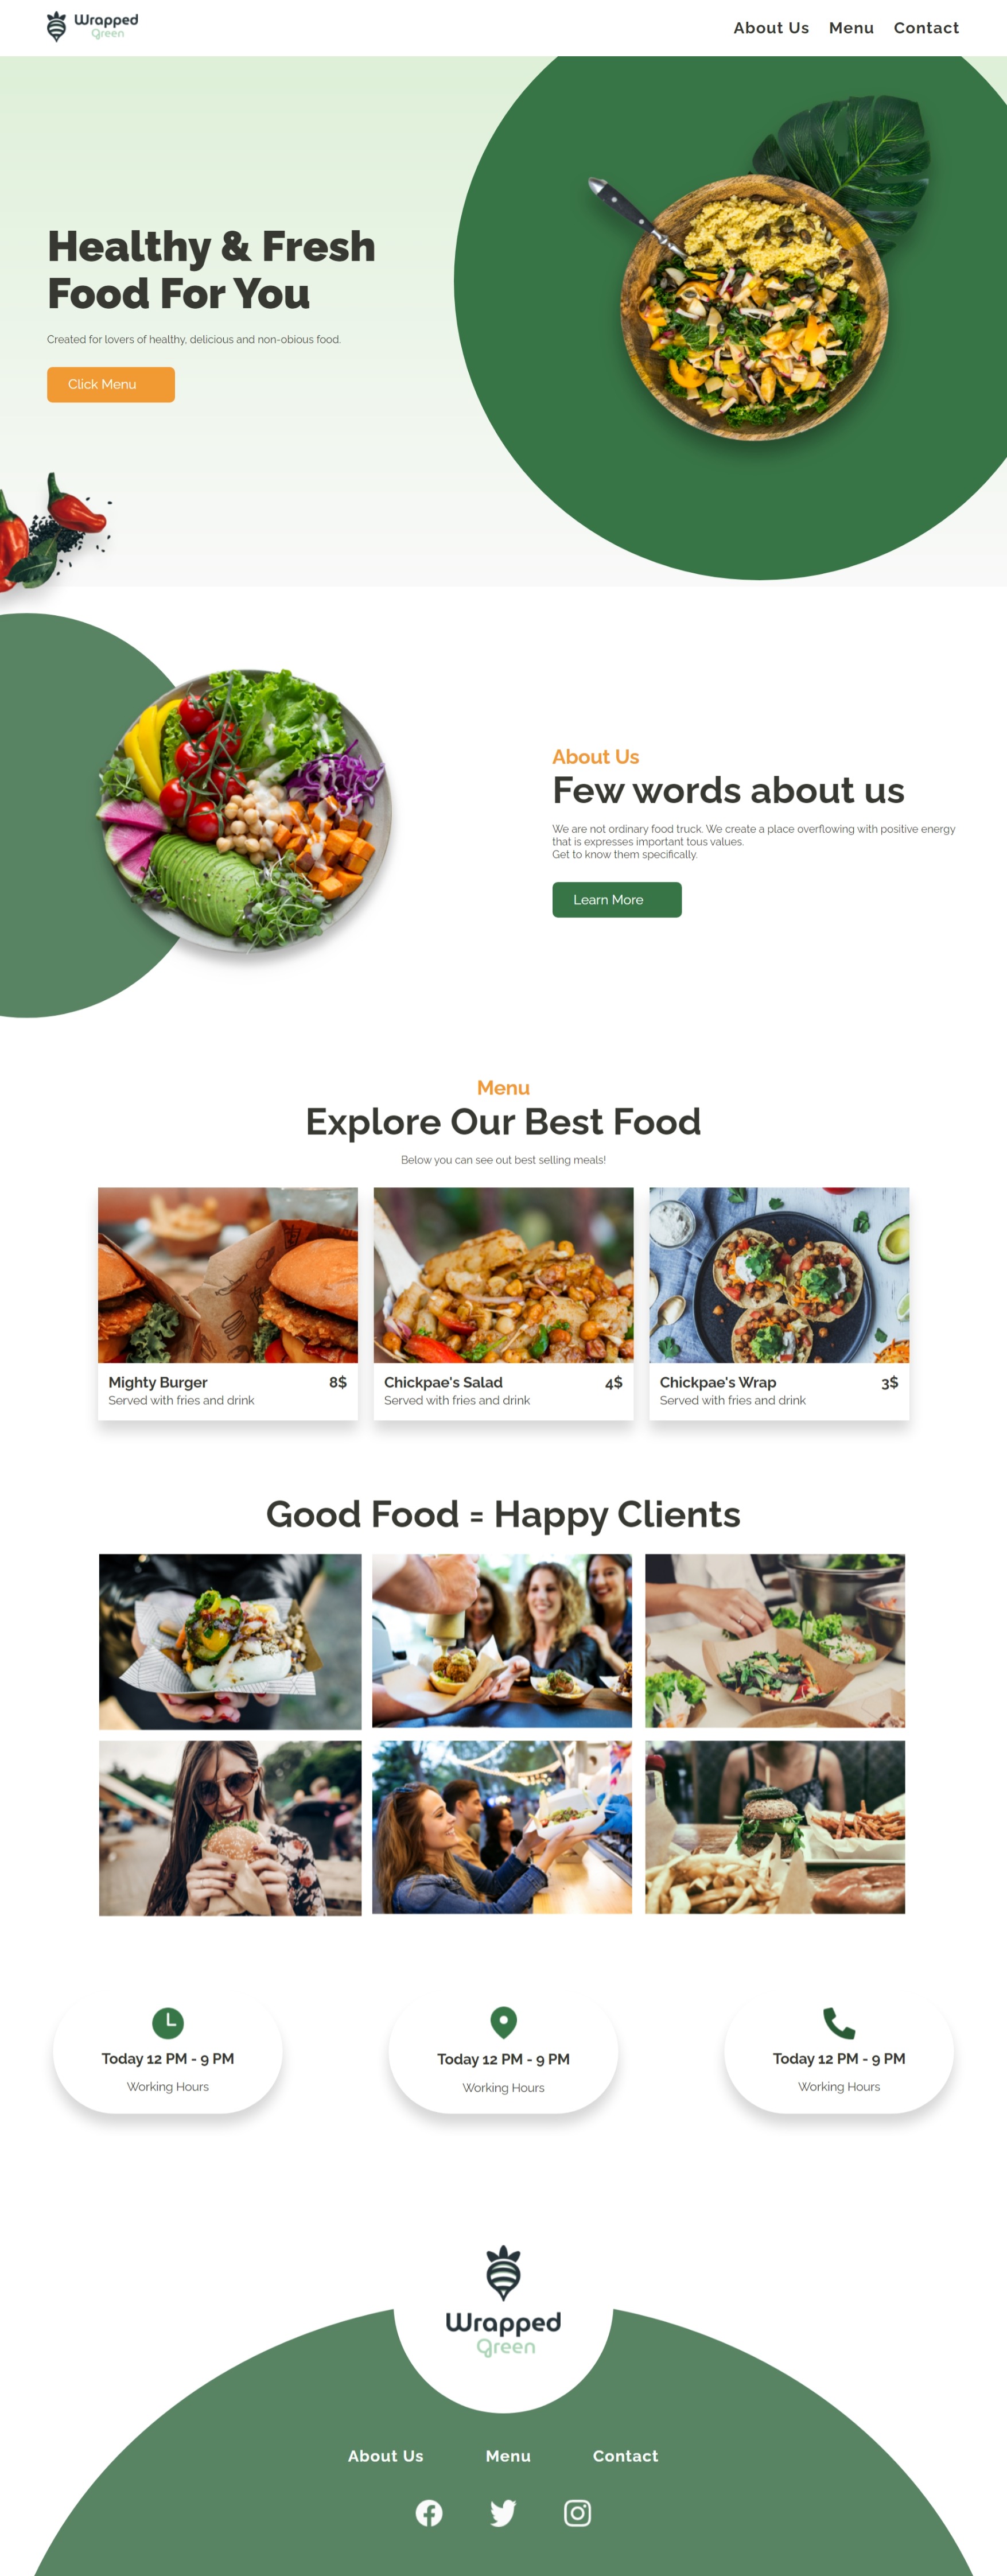 Wrapped
Green
About Us Menu Contact
Healthy & Fresh
Food For You
Created for lovers of healthy, delicious and non-obious food.
Click Menu
About Us
Few words about us
We are not ordinary food truck. We create a place overflowing with positive energy
that is expresses important tous values.
Get to know them specifically.
Learn More
Menu
Explore Our Best Food
Below you can see out best selling meals!
Mighty Burger 8$
Served with fries and drink
Chickpae's Salad 4$
Served with fries and drink
Chickpae's Wrap 3$
Served with fries and drink
Good Food = Happy Clients
Today 12 PM - 9 PM
Working Hours
Today 12 PM - 9 PM
Working Hours
Today 12 PM - 9 PM
Working Hours
Wrapped
Green
About Us Menu Contact